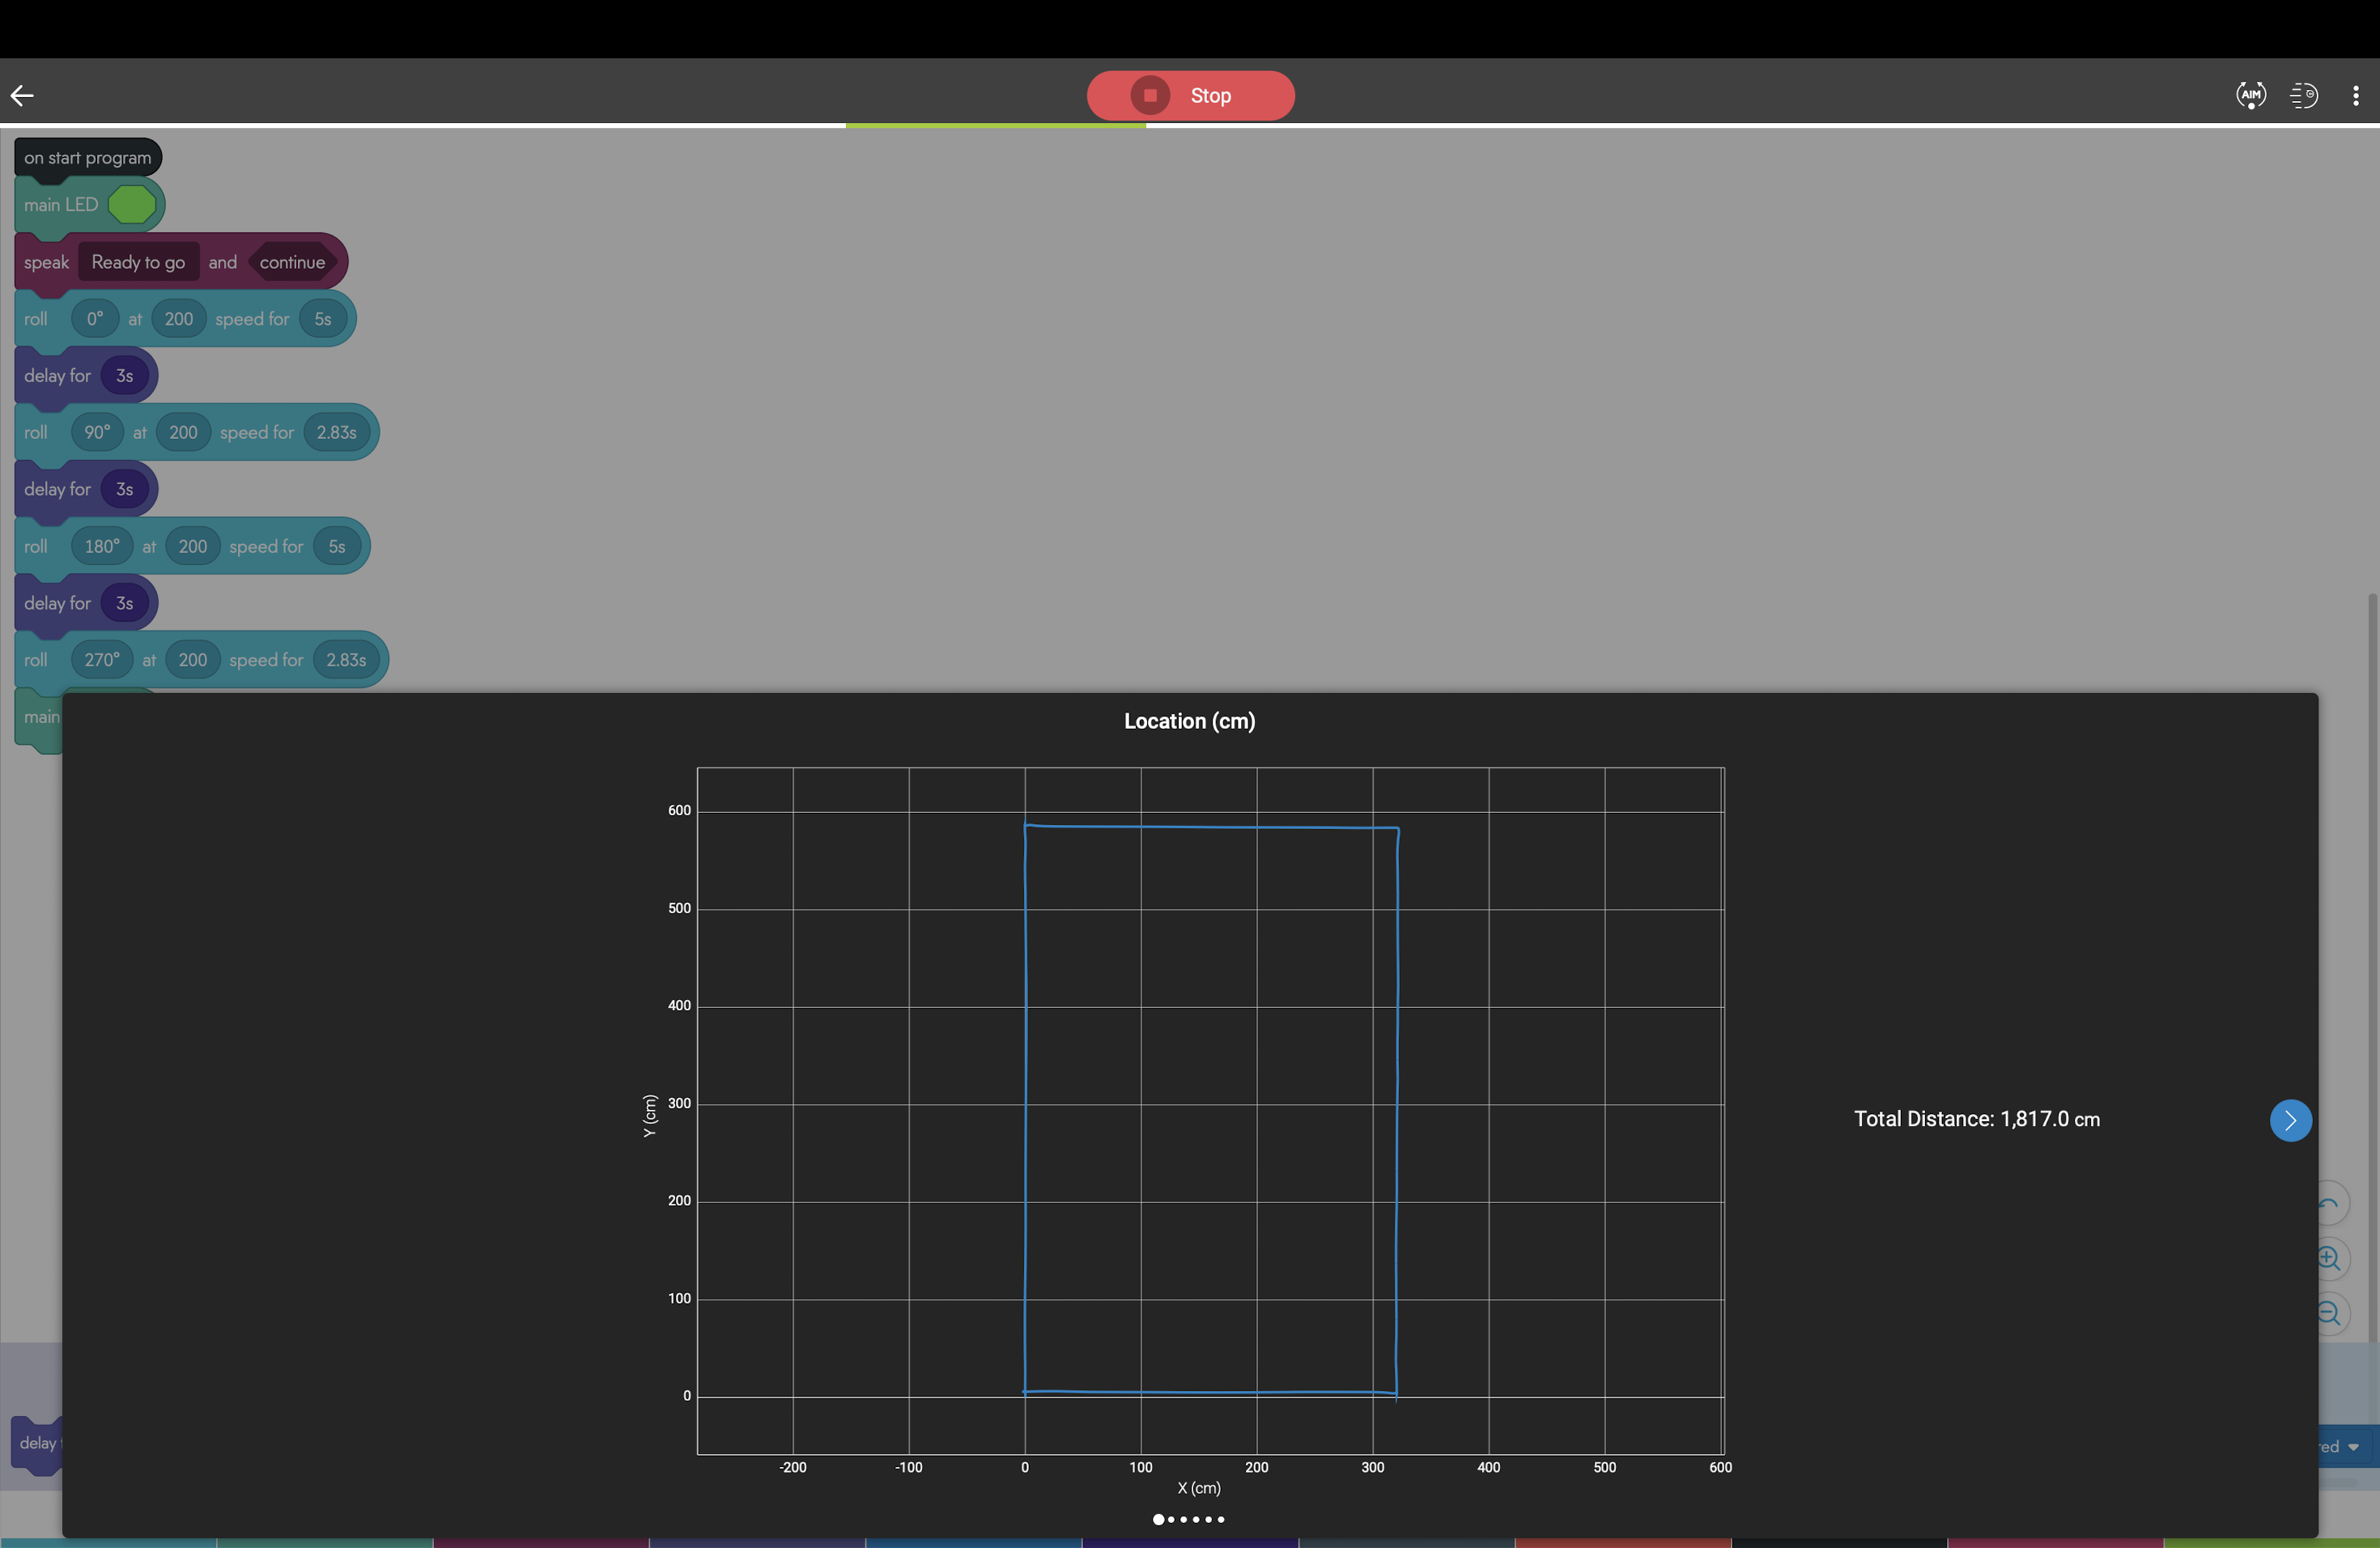 Stop
AIM
on start program
main LED
speak Ready to go and continue
roll 0° at 200 speed for 5s
delay for 3s
roll 90° at 200 speed for 2.83s
delay for 3s
roll 180° at 200 speed for 5s
delay for 3s
roll 270° at 200 speed for 2.83s
main
Location (cm)
600
500
400
300
200
100
0
Y (cm)
-200 -100 0 100 200 300 400 500 600
X (cm)
Total Distance: 1,817.0 cm
delay